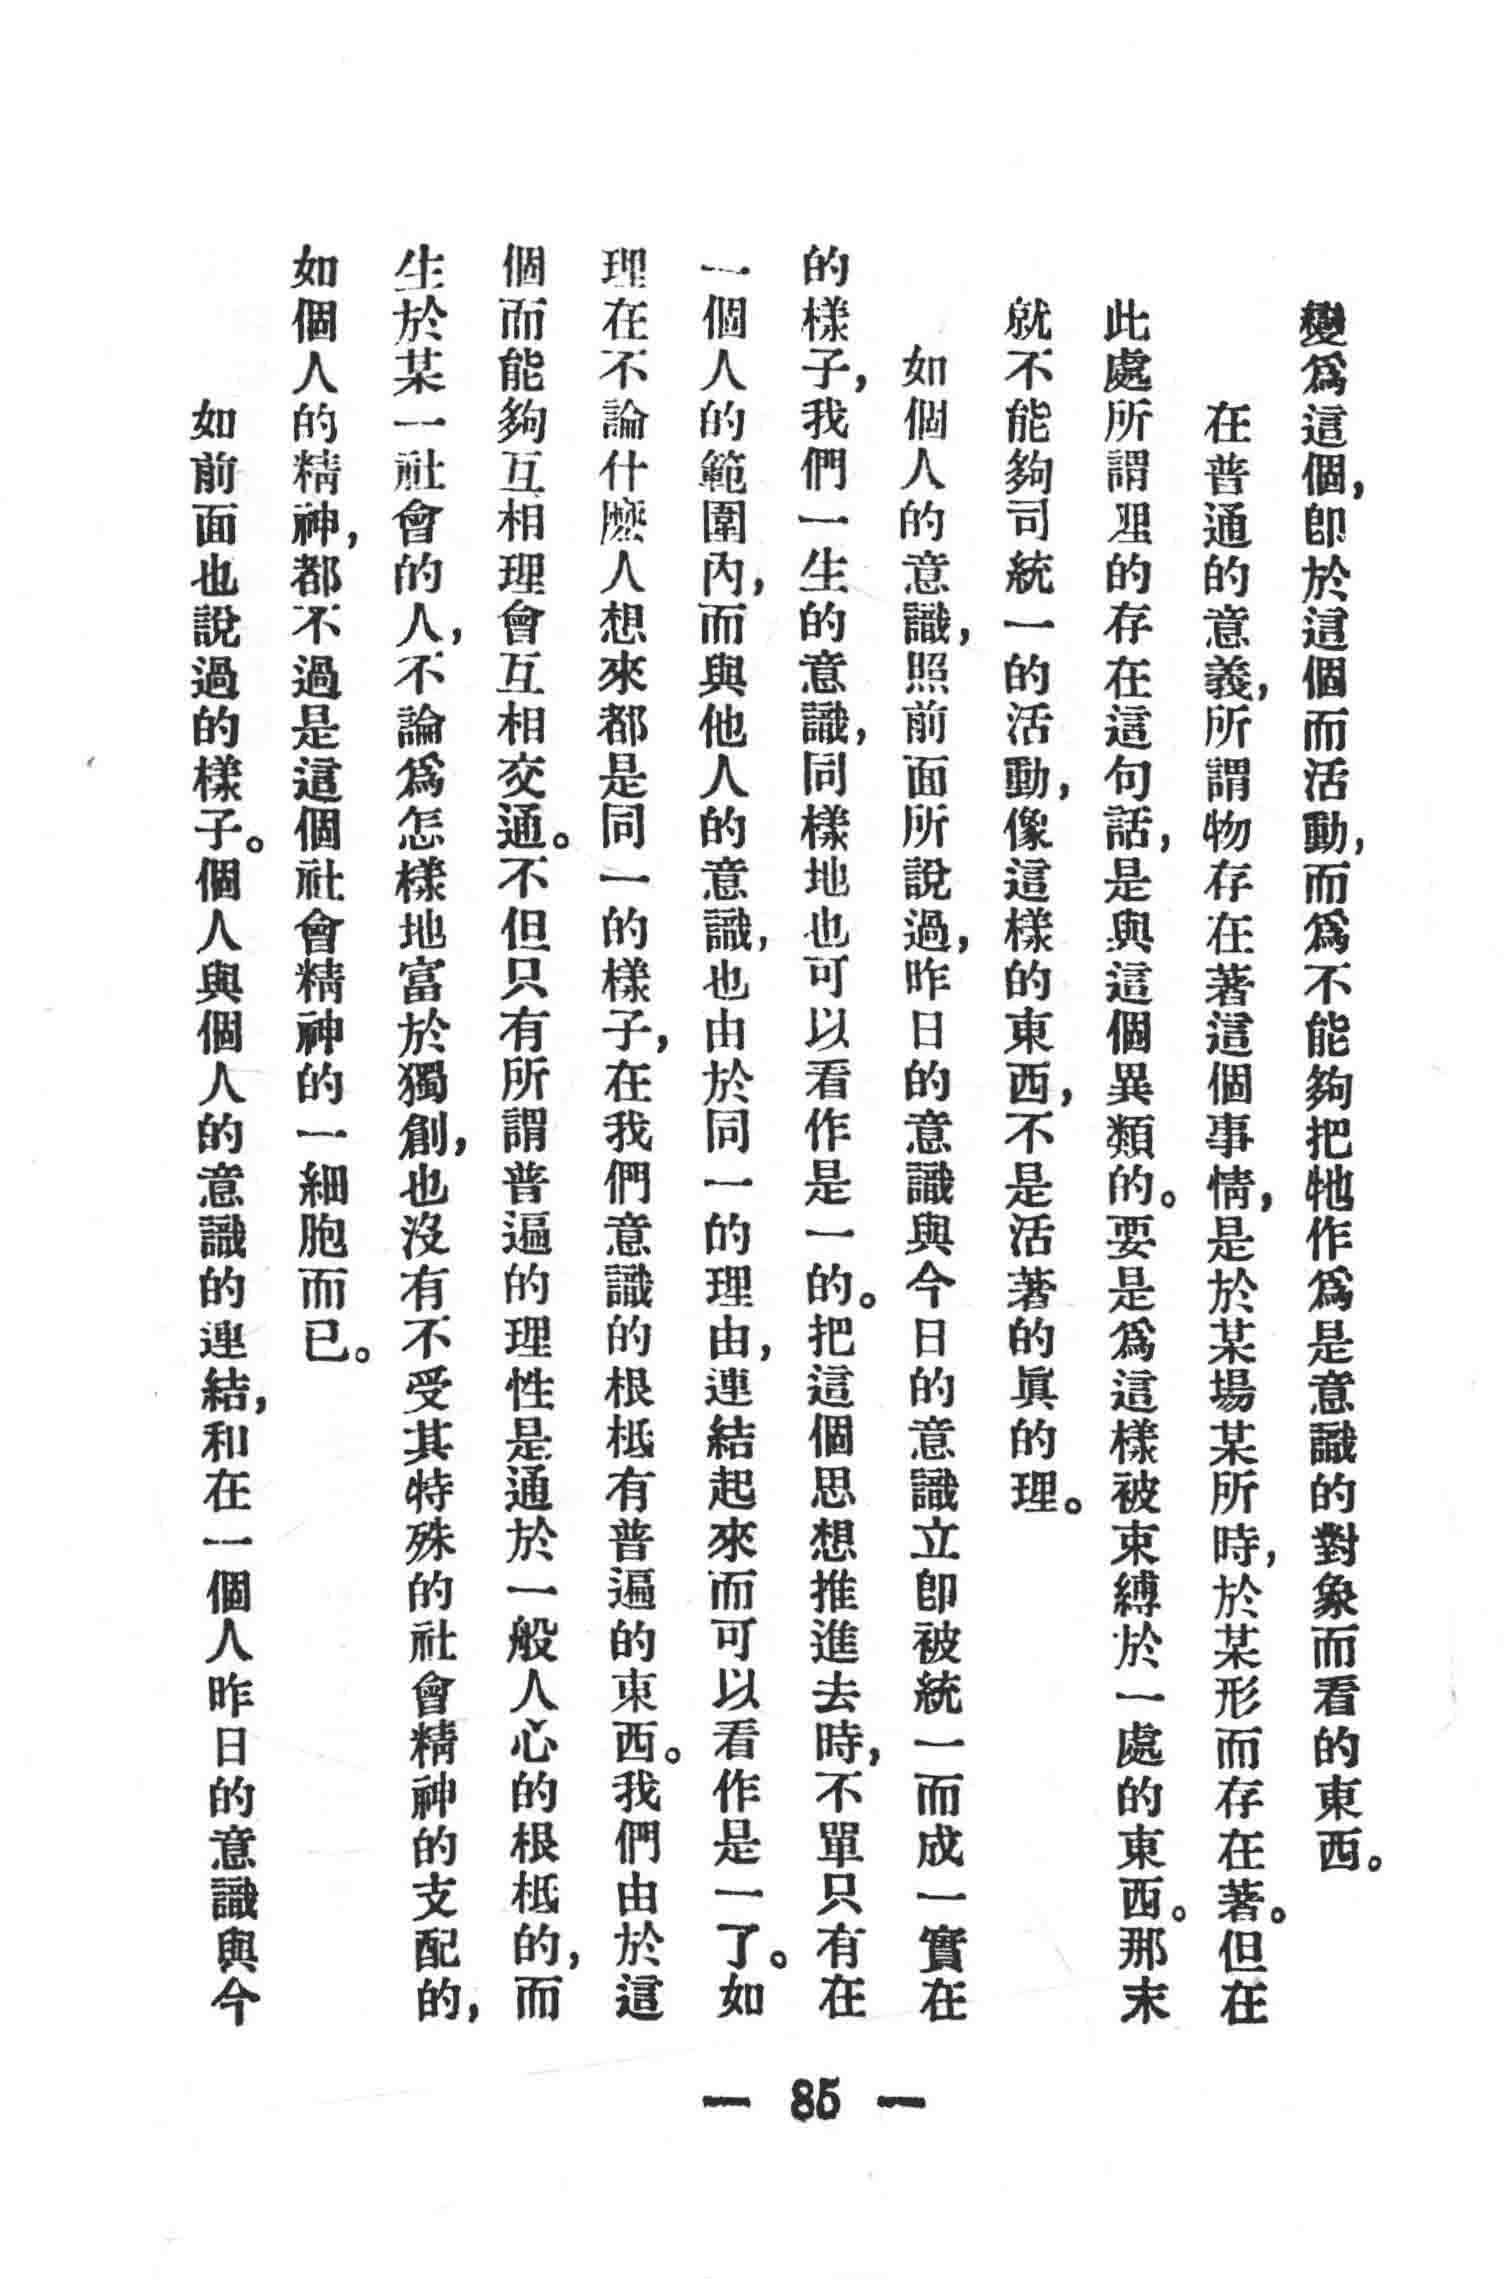 變爲這個，卽於這個而活動，而爲不能夠把牠作爲是意識的對象而看的東西。
在普通的意義，所謂物存在著這個事情，是於某場某所時，於某形而存在著。但在
此處所謂理的存在這句話，是與這個異類的。要是爲這樣被束縛於一處的東西。那末
就不能夠司統一的活動，像這樣的東西，不是活著的眞的理。
如個人的意識，照前面所說過，昨日的意識與今日的意識立卽被統一而成一實在
的樣子，我們一生的意識，同樣地也可以看作是一的。把這個思想推進去時，不單只有在
一個人的範圍內，而與他人的意識，也由於同一的理由，連結起來而可以看作是一了。如
理在不論什麽人想來都是同一的樣子，在我們意識的根柢有普遍的東西。我們由於這
個而能夠互相理會互相交通。不但只有所謂普遍的理性是通於一般人心的根柢的，而
生於某一社會的人，不論爲怎樣地富於獨創，也沒有不受其特殊的社會精神的支配的，
如個人的精神，都不過是這個社會精神的一細胞而已。
如前面也說過的樣子。個人與個人的意識的連結，和在一個人昨日的意識與今
— 85 —